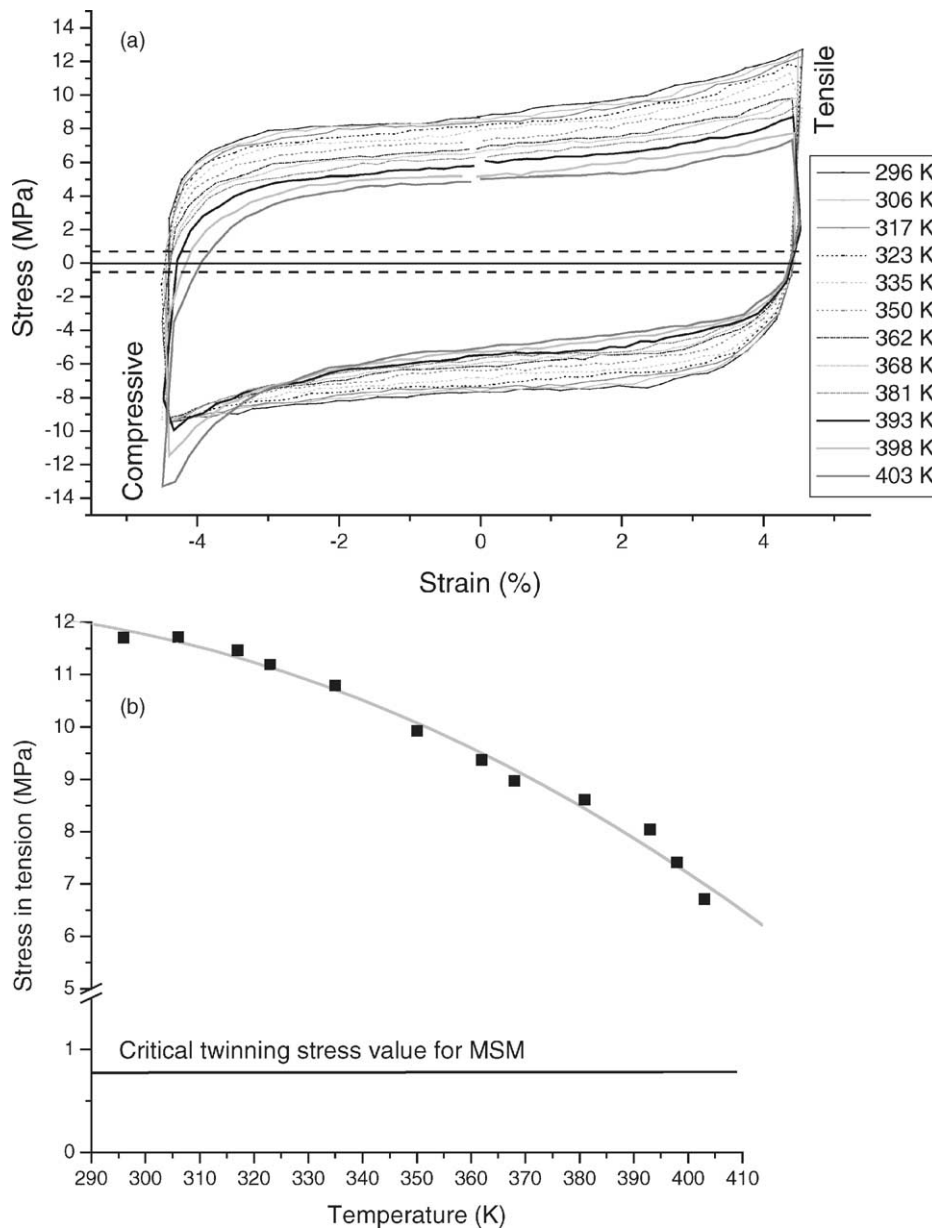 (a)
14
12
10
8
6
4
2
0
-2
-4
-6
-8
-10
-12
-14
Stress (MPa)
Compressive
Tensile
-4 -2 0 2 4
Strain (%)
296 K
306 K
317 K
323 K
335 K
350 K
362 K
368 K
381 K
393 K
398 K
403 K
(b)
12
11
10
9
8
7
6
5
1
0
Stress in tension (MPa)
Critical twinning stress value for MSM
290 300 310 320 330 340 350 360 370 380 390 400 410
Temperature (K)